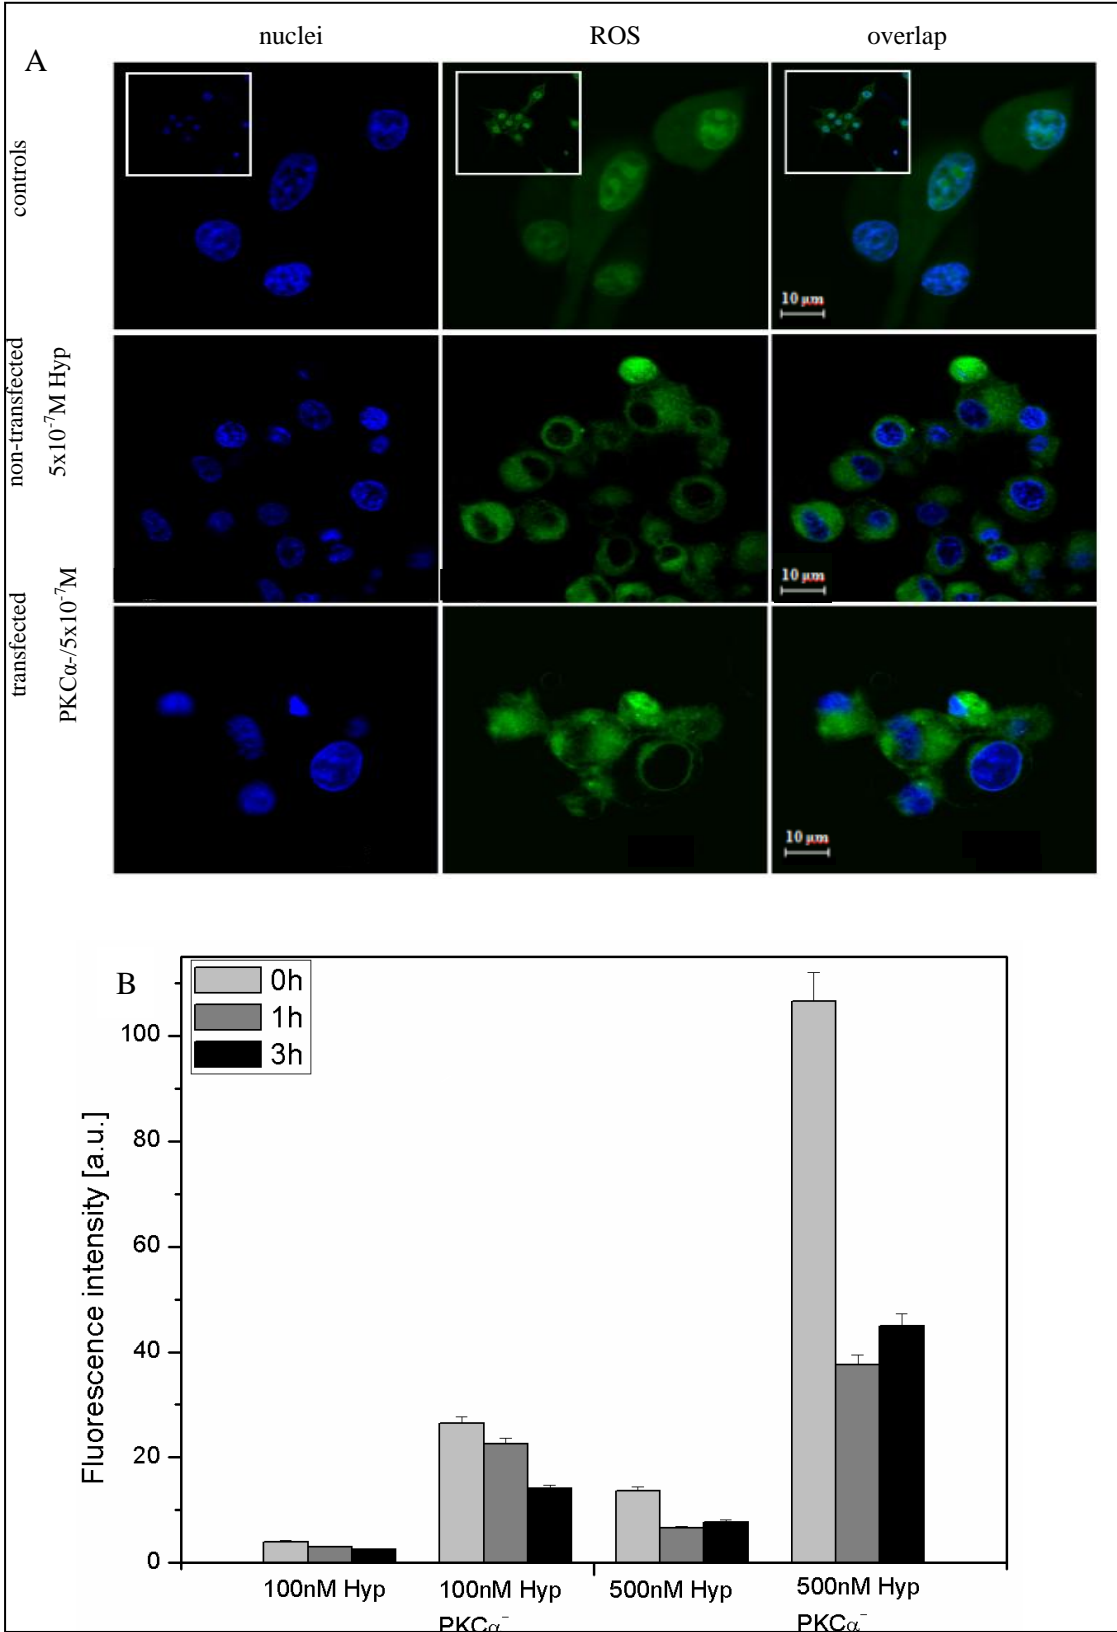 nuclei ROS overlap
A
controls
10 µm
non-transfected
5x10⁻⁷M Hyp
10 µm
transfected
PKCα-/5x10⁻⁷M
10 µm
B
0h
1h
3h
Fluorescence intensity [a.u.]
100
80
60
40
20
0
100nM Hyp 100nM Hyp 500nM Hyp 500nM Hyp
PKCα⁻ PKCα⁻